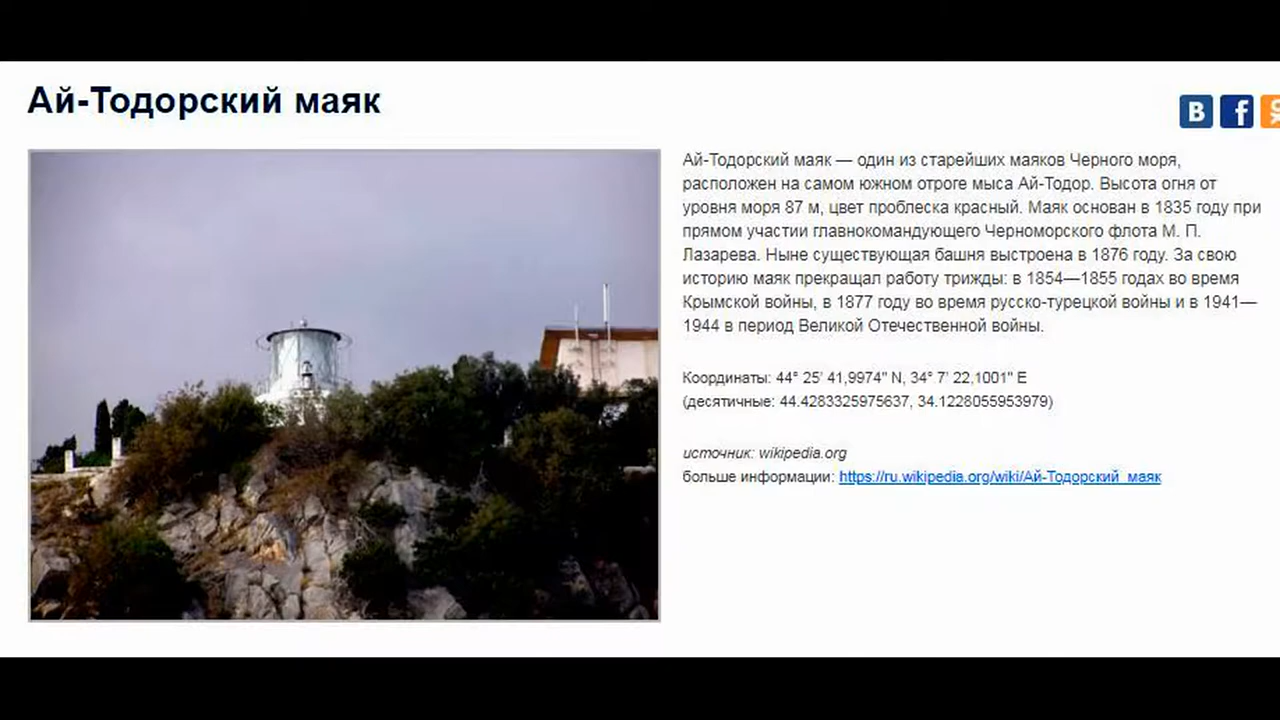 Ай-Тодорский маяк
В f
Ай-Тодорский маяк — один из старейших маяков Черного моря,
расположен на самом южном отроге мыса Ай-Тодор. Высота огня от
уровня моря 87 м, цвет проблеска красный. Маяк основан в 1835 году при
прямом участии главнокомандующего Черноморского флота М. П.
Лазарева. Ныне существующая башня выстроена в 1876 году. За свою
историю маяк прекращал работу трижды: в 1854—1855 годах во время
Крымской войны, в 1877 году во время русско-турецкой войны и в 1941—
1944 в период Великой Отечественной войны.
Координаты: 44° 25' 41,9974" N, 34° 7' 22,1001" E
(десятичные: 44.4283325975637, 34.1228055953979)
источник: wikipedia.org
больше информации: https://ru.wikipedia.org/wiki/Ай-Тодорский_маяк